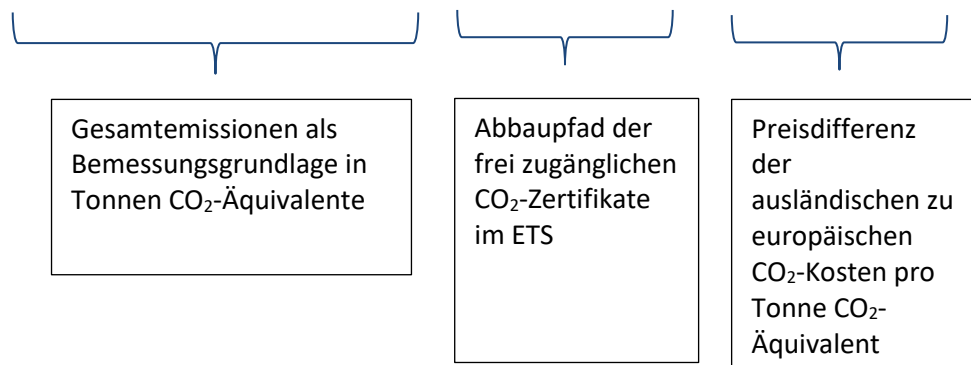 Gesamtemissionen als
Bemessungsgrundlage in
Tonnen CO₂-Äquivalente
Abbaupfad der
frei zugänglichen
CO₂-Zertifikate
im ETS
Preisdifferenz
der
ausländischen zu
europäischen
CO₂-Kosten pro
Tonne CO₂-
Äquivalent